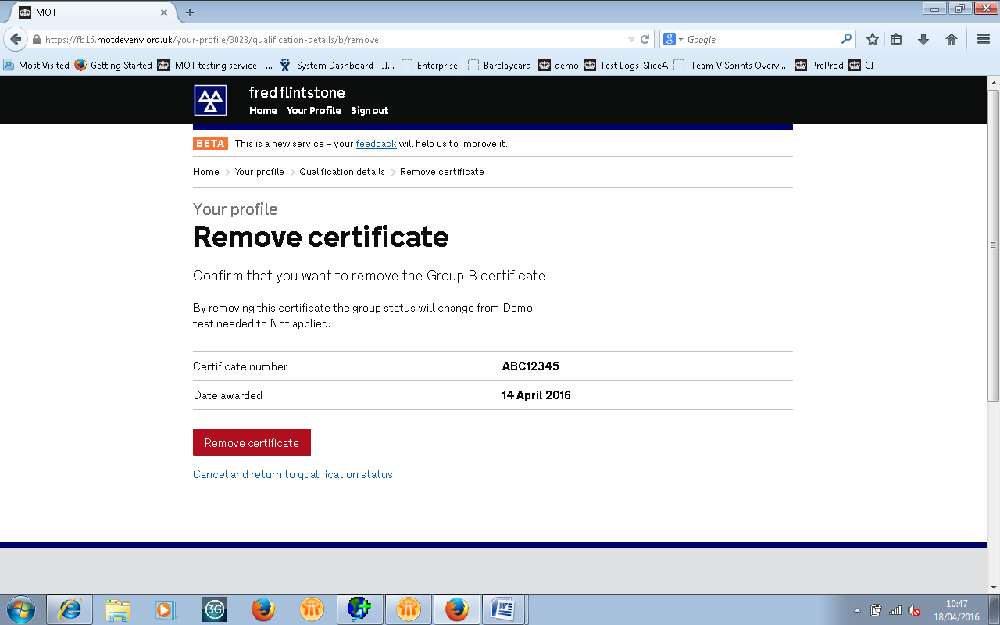 MOT
https://fb16.motdevenv.org.uk/your-profile/3023/qualification-details/b/remove
Google
Most Visited Getting Started MOT testing service - ... System Dashboard - JI... Enterprise Barclaycard demo Test Logs-SliceA Team V Sprints Overvi... PreProd CI
fred flintstone
Home Your Profile Sign out
BETA This is a new service – your feedback will help us to improve it.
Home Your profile Qualification details Remove certificate
Your profile
Remove certificate
Confirm that you want to remove the Group B certificate
By removing this certificate the group status will change from Demo
test needed to Not applied.
Certificate number ABC12345
Date awarded 14 April 2016
Remove certificate
Cancel and return to qualification status
3G
10:47
18/04/2016